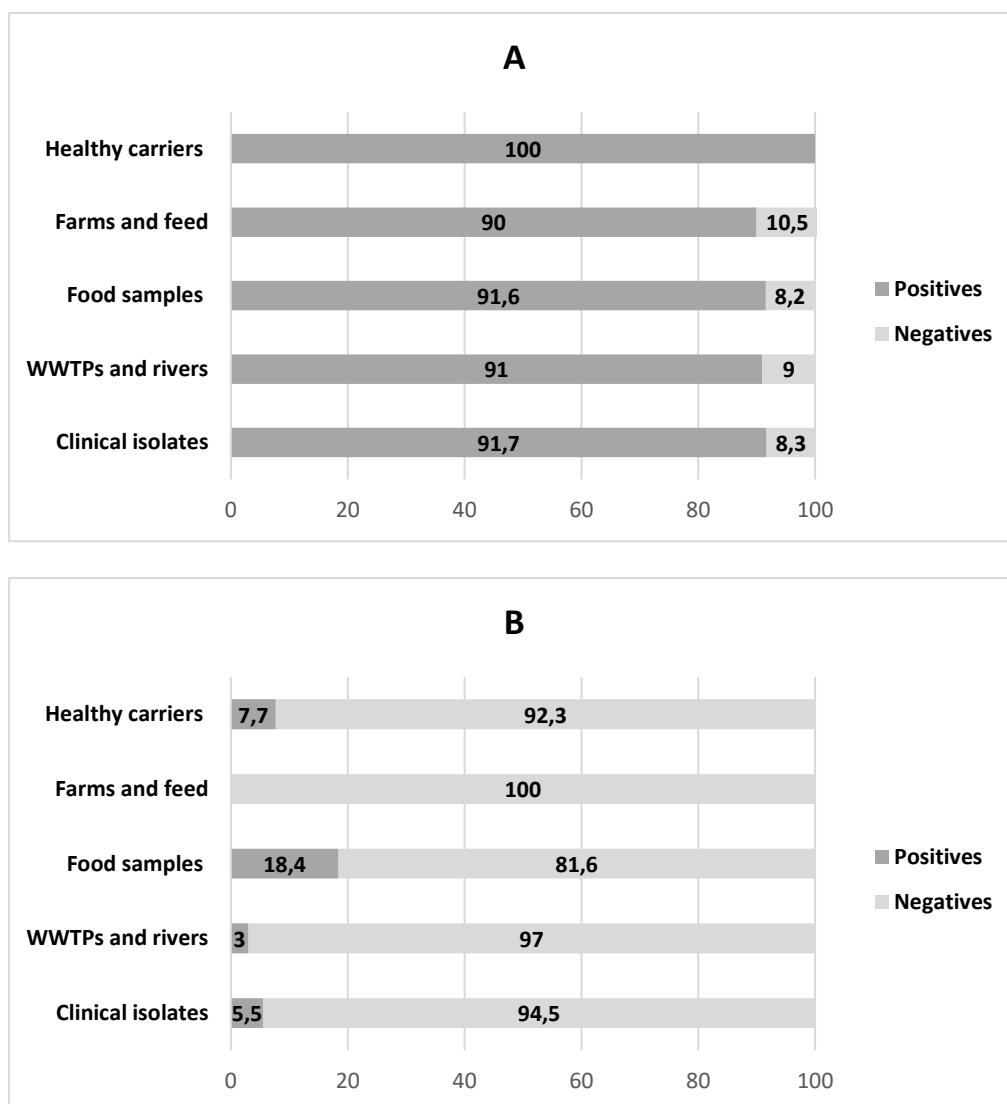 A
Healthy carriers 100
Farms and feed 90 10,5
Food samples 91,6 8,2
Positives
WWTPs and rivers 91 9
Negatives
Clinical isolates 91,7 8,3
0 20 40 60 80 100
B
Healthy carriers 7,7 92,3
Farms and feed 100
Food samples 18,4 81,6
Positives
WWTPs and rivers 3 97
Negatives
Clinical isolates 5,5 94,5
0 20 40 60 80 100